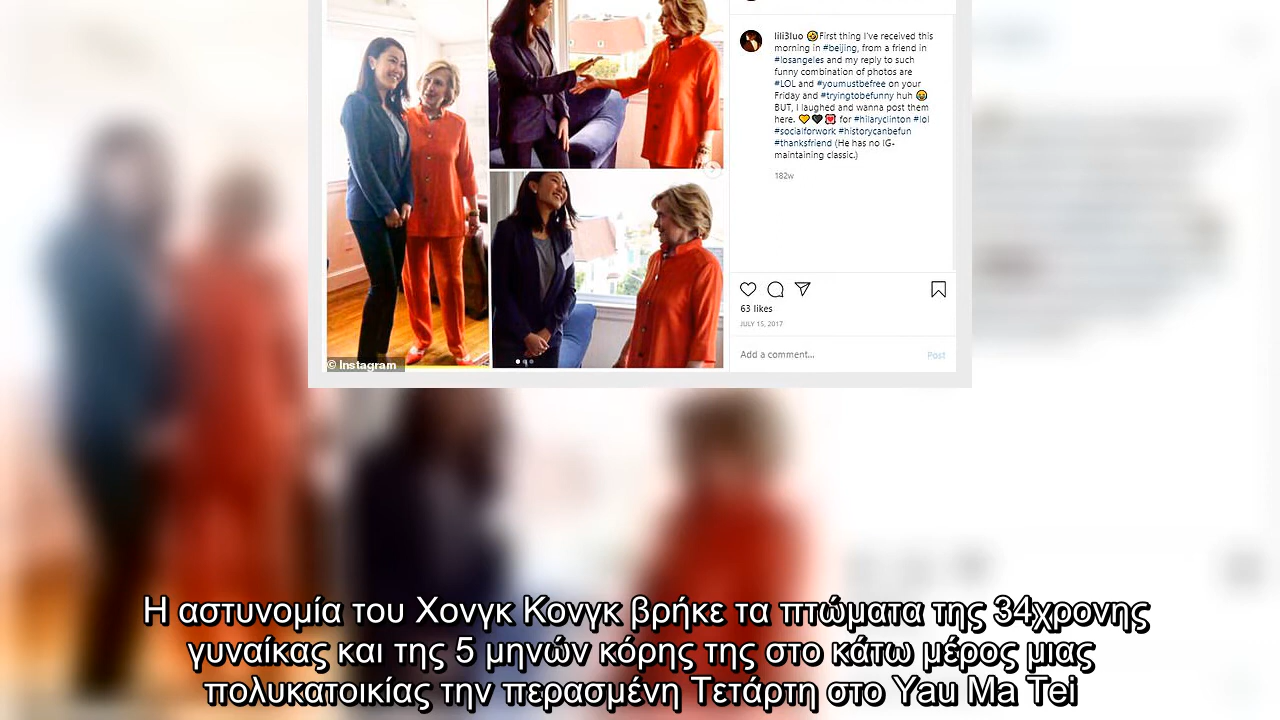 lili3luo 🤣First thing I've received this
morning in #beijing, from a friend in
#losangeles and my reply to such
funny combination of photos are
#LOL and #youmustbefree on your
Friday and #tryingtobefunny huh 😂
BUT, I laughed and wanna post them
here. 💛🖤💟 for #hilaryclinton #lol
#socialforwork #historycanbefun
#thanksfriend (He has no IG-
maintaining classic.)
182w
63 likes
JULY 15, 2017
Add a comment... Post
© Instagram
Η αστυνομία του Χονγκ Κονγκ βρήκε τα πτώματα της 34χρονης
γυναίκας και της 5 μηνών κόρης της στο κάτω μέρος μιας
πολυκατοικίας την περασμένη Τετάρτη στο Yau Ma Tei